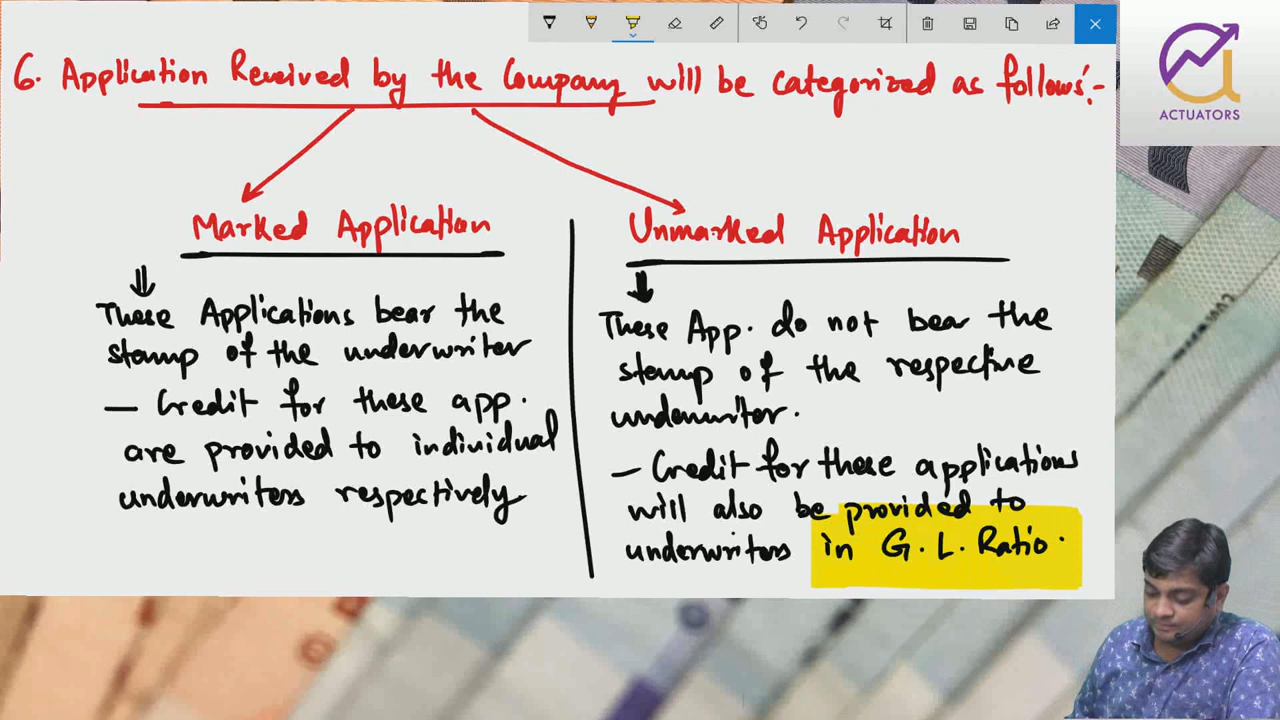 6. Application Received by the Company will be categorized as follows:-
ACTUATORS
Marked Application
These Applications bear the
stamp of the underwriter
— Credit for these app.
are provided to individual
underwriters respectively
Unmarked Application
These App. do not bear the
stamp of the respective
underwriter.
— Credit for these applications
will also be provided to
underwriters in G.L. Ratio.